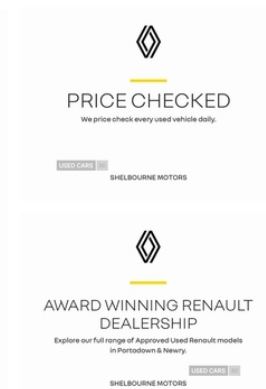 PRICE CHECKED
We price check every used vehicle daily.
USED CARS
SHELBOURNE MOTORS
AWARD WINNING RENAULT
DEALERSHIP
Explore our full range of Approved Used Renault models
in Portadown & Newry.
USED CARS
SHELBOURNE MOTORS